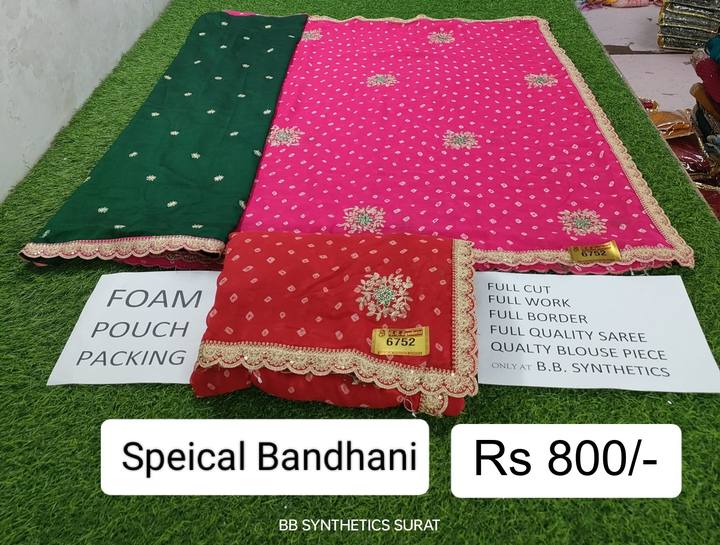 6752
FOAM
POUCH
PACKING
FULL CUT
FULL WORK
FULL BORDER
FULL QUALITY SAREE
QUALTY BLOUSE PIECE
ONLY AT B.B. SYNTHETICS
6752
Speical Bandhani
Rs 800/-
BB SYNTHETICS SURAT